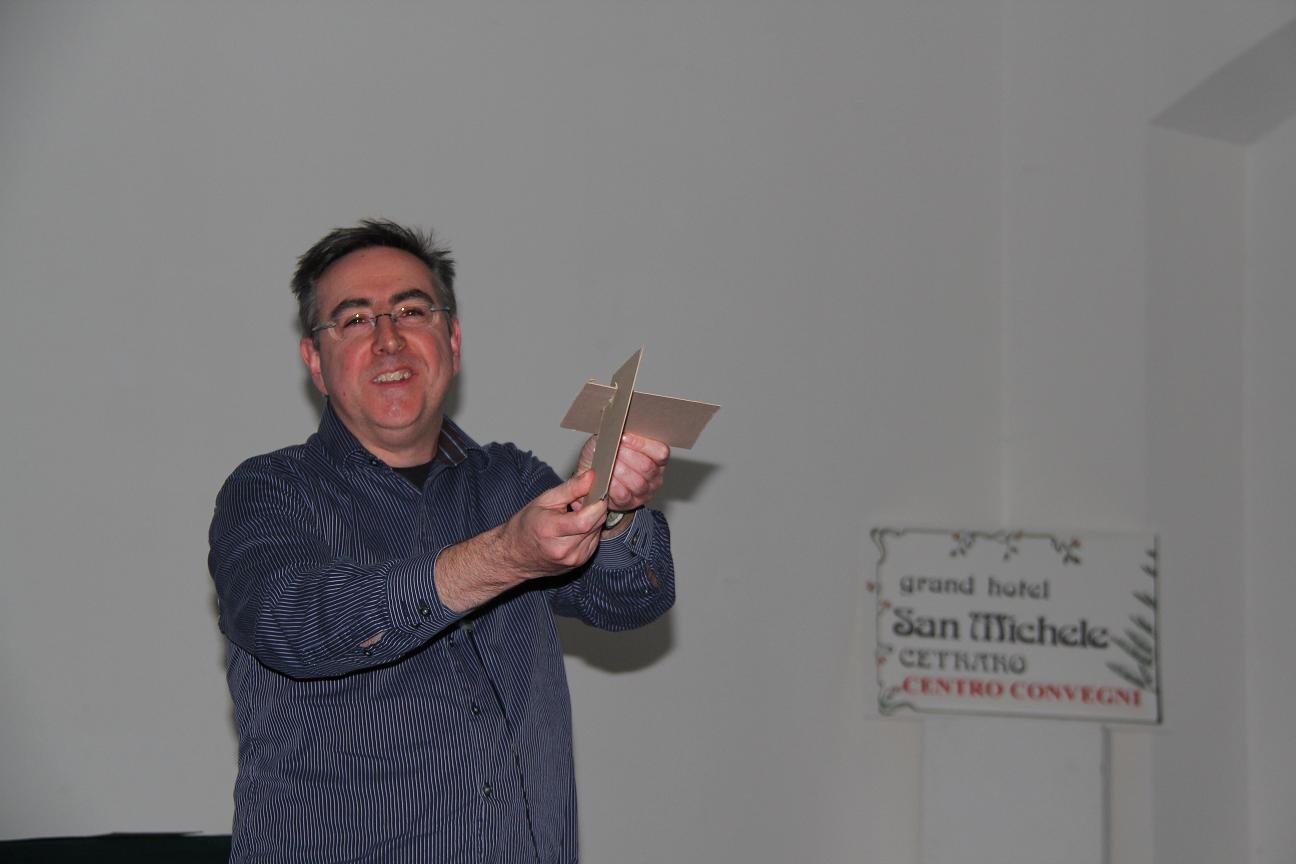 grand hotel
San Michele
CETRARO
CENTRO CONVEGNI